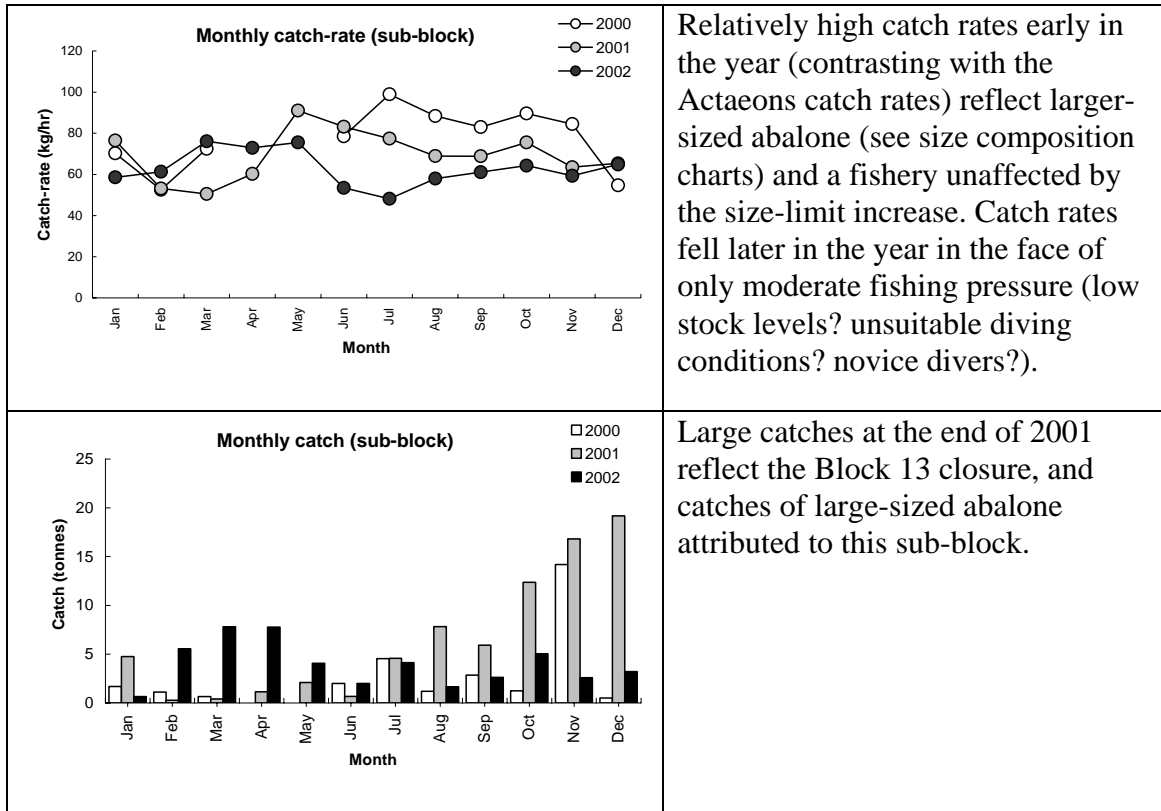 Monthly catch-rate (sub-block)
2000
2001
2002
120
100
80
60
40
20
0
Catch-rate (kg/hr)
Jan Feb Mar Apr May Jun Jul Aug Sep Oct Nov Dec
Month
Relatively high catch rates early in
the year (contrasting with the
Actaeons catch rates) reflect larger-
sized abalone (see size composition
charts) and a fishery unaffected by
the size-limit increase. Catch rates
fell later in the year in the face of
only moderate fishing pressure (low
stock levels? unsuitable diving
conditions? novice divers?).
Monthly catch (sub-block)
2000
2001
2002
25
20
15
10
5
0
Catch (tonnes)
Jan Feb Mar Apr May Jun Jul Aug Sep Oct Nov Dec
Month
Large catches at the end of 2001
reflect the Block 13 closure, and
catches of large-sized abalone
attributed to this sub-block.